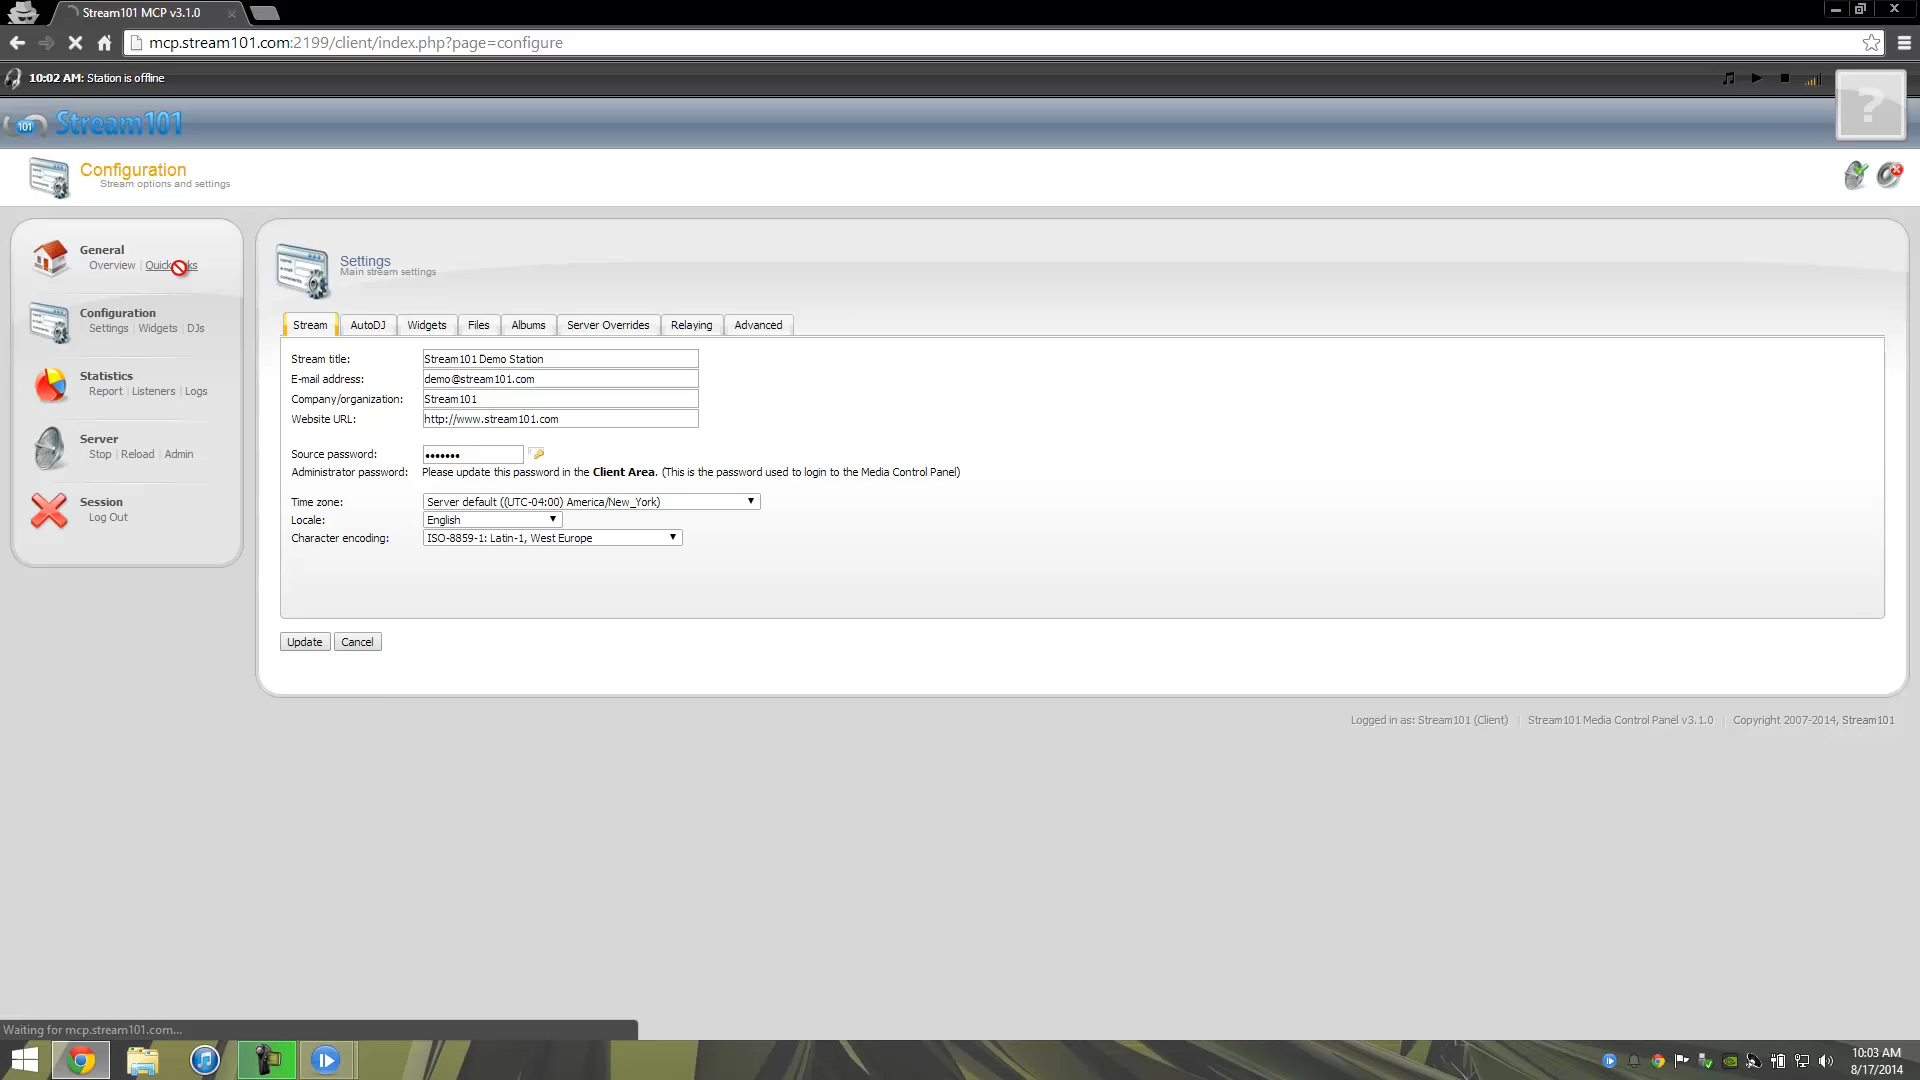 Stream101 MCP v3.1.0
mcp.stream101.com:2199/client/index.php?page=configure
10:02 AM: Station is offline
101 Stream101
?
Configuration
Stream options and settings
General
Overview | Quick
Configuration
Settings | Widgets | DJs
Statistics
Report | Listeners | Logs
Server
Stop | Reload | Admin
Session
Log Out
Settings
Main stream settings
Stream AutoDJ Widgets Files Albums Server Overrides Relaying Advanced
Stream title: Stream101 Demo Station
E-mail address: demo@stream101.com
Company/organization: Stream101
Website URL: http://www.stream101.com
Source password: •••••••
Administrator password: Please update this password in the Client Area. (This is the password used to login to the Media Control Panel)
Time zone: Server default ((UTC-04:00) America/New_York)
Locale: English
Character encoding: ISO-8859-1: Latin-1, West Europe
Update Cancel
Logged in as: Stream101 (Client) | Stream101 Media Control Panel v3.1.0 | Copyright 2007-2014, Stream101
Waiting for mcp.stream101.com...
10:03 AM
8/17/2014